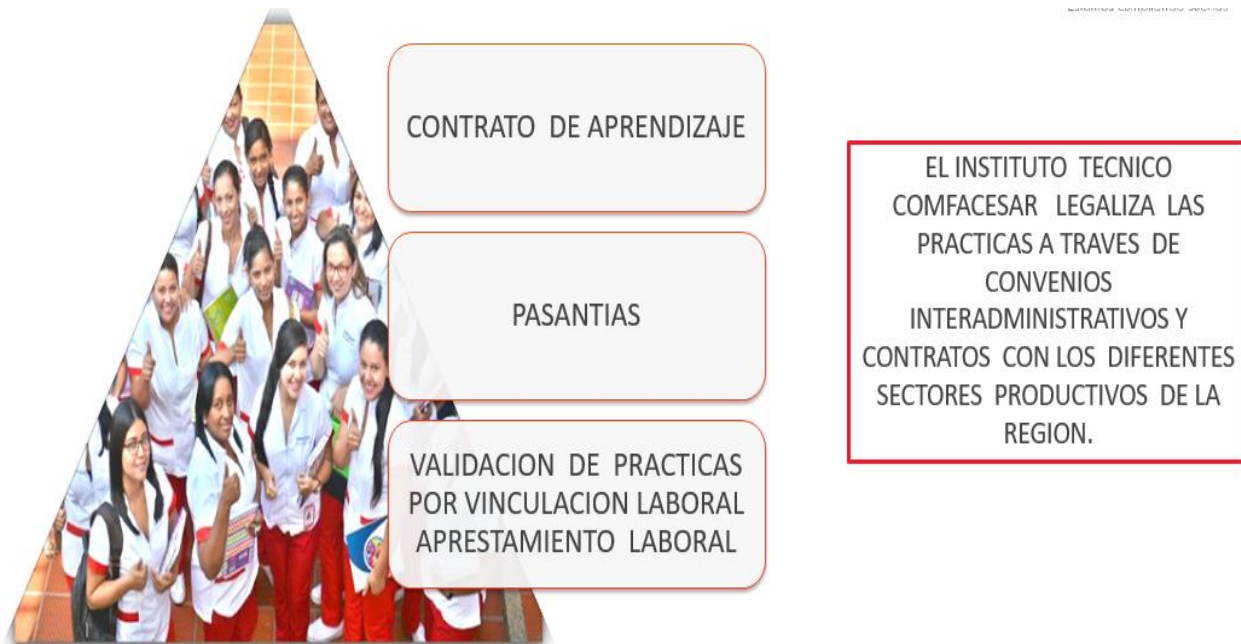 CONTRATO DE APRENDIZAJE
PASANTIAS
VALIDACION DE PRACTICAS
POR VINCULACION LABORAL
APRESTAMIENTO LABORAL
EL INSTITUTO TECNICO
COMFACESAR LEGALIZA LAS
PRACTICAS A TRAVES DE
CONVENIOS
INTERADMINISTRATIVOS Y
CONTRATOS CON LOS DIFERENTES
SECTORES PRODUCTIVOS DE LA
REGION.